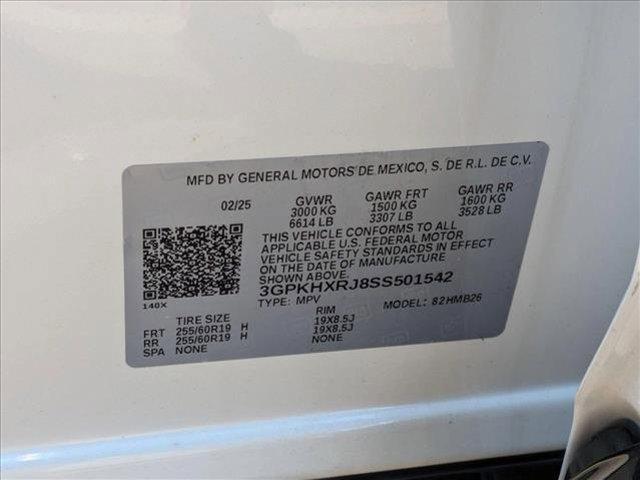 MFD BY GENERAL MOTORS DE MEXICO, S. DE R.L. DE C.V.
02/25 GVWR GAWR FRT GAWR RR
3000 KG 1500 KG 1600 KG
6614 LB 3307 LB 3528 LB
THIS VEHICLE CONFORMS TO ALL
APPLICABLE U.S. FEDERAL MOTOR
VEHICLE SAFETY STANDARDS IN EFFECT
ON THE DATE OF MANUFACTURE
SHOWN ABOVE.
3GPKHXRJ8SS501542
140X TYPE: MPV MODEL: 82HMB26
TIRE SIZE RIM
FRT 255/60R19 H 19X8.5J
RR 255/60R19 H 19X8.5J
SPA NONE NONE